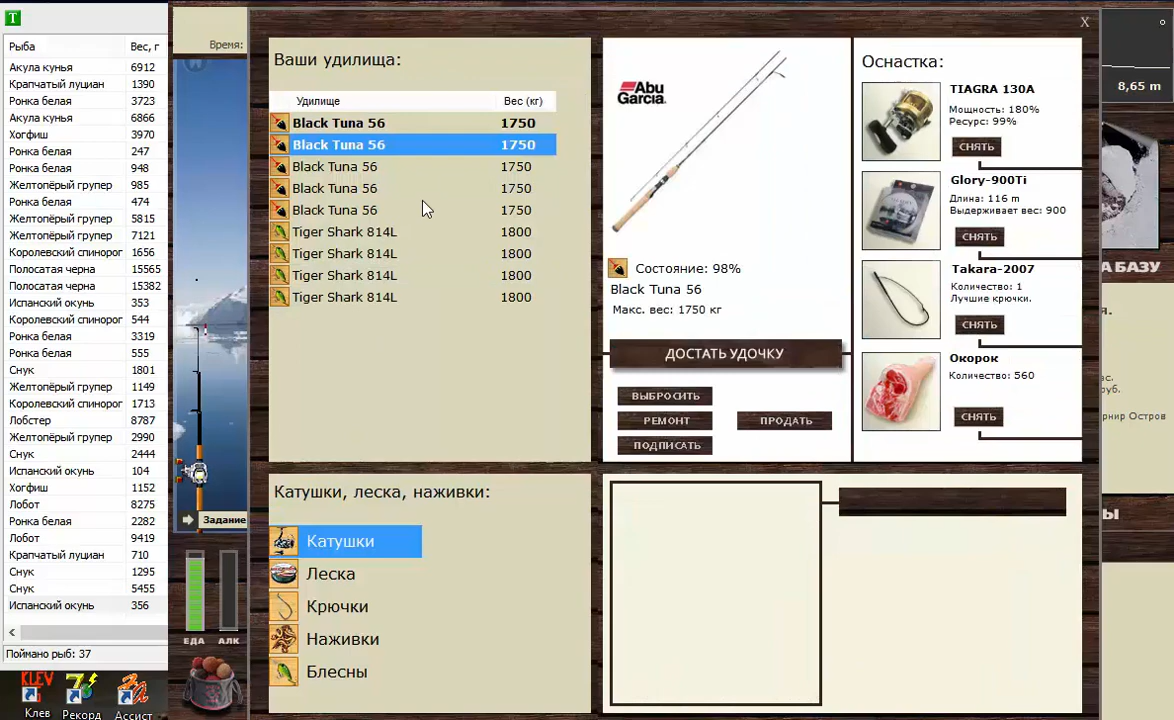 T
Рыба Вес, г
Акула кунья 6912
Крапчатый луциан 1390
Ронка белая 3723
Акула кунья 6866
Хогфиш 3970
Ронка белая 247
Ронка белая 948
Желтопёрый групер 985
Ронка белая 474
Желтопёрый групер 5815
Желтопёрый групер 7121
Королевский спинорог 1656
Полосатая черна 15565
Полосатая черна 15382
Испанский окунь 353
Королевский спинорог 544
Ронка белая 3319
Ронка белая 555
Снук 1801
Желтопёрый групер 1149
Королевский спинорог 1713
Лобстер 8787
Желтопёрый групер 2990
Снук 2444
Испанский окунь 104
Хогфиш 1152
Лобот 8275
Ронка белая 2282
Лобот 9419
Крапчатый луциан 710
Снук 1295
Снук 5455
Испанский окунь 356
Поймано рыб: 37
KLEV
Клев
Рекорд
Ассист
Время:
Задание
ЕДА АЛК
Ваши удилища:
Удилище Вес (кг)
Black Tuna 56 1750
Black Tuna 56 1750
Black Tuna 56 1750
Black Tuna 56 1750
Black Tuna 56 1750
Tiger Shark 814L 1800
Tiger Shark 814L 1800
Tiger Shark 814L 1800
Tiger Shark 814L 1800
Abu
Garcia
Состояние: 98%
Black Tuna 56
Макс. вес: 1750 кг
ДОСТАТЬ УДОЧКУ
ВЫБРОСИТЬ
РЕМОНТ ПРОДАТЬ
ПОДПИСАТЬ
Оснастка:
TIAGRA 130A
Мощность: 180%
Ресурс: 99%
СНЯТЬ
Glory-900Ti
Длина: 116 m
Выдерживает вес: 900
СНЯТЬ
Takara-2007
Количество: 1
Лучшие крючки.
СНЯТЬ
Окорок
Количество: 560
СНЯТЬ
Катушки, леска, наживки:
Катушки
Леска
Крючки
Наживки
Блесны
X
8,65 m
А БАЗУ
вс.
руб.
рнир Остров
Ы